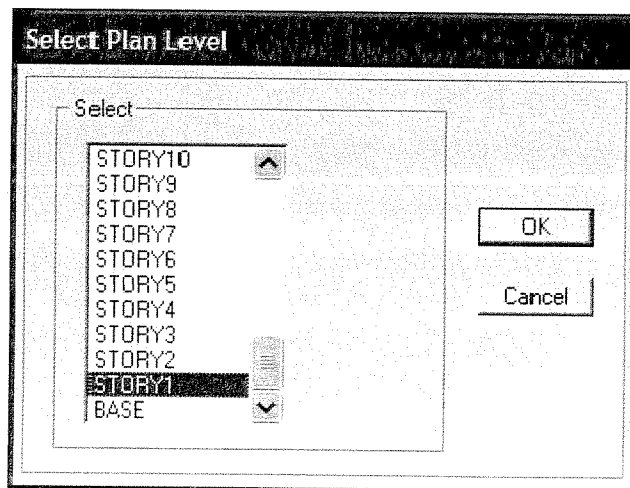 Select Plan Level
Select
STORY10
STORY9
STORY8
STORY7
STORY6
STORY5
STORY4
STORY3
STORY2
STORY1
BASE
OK
Cancel